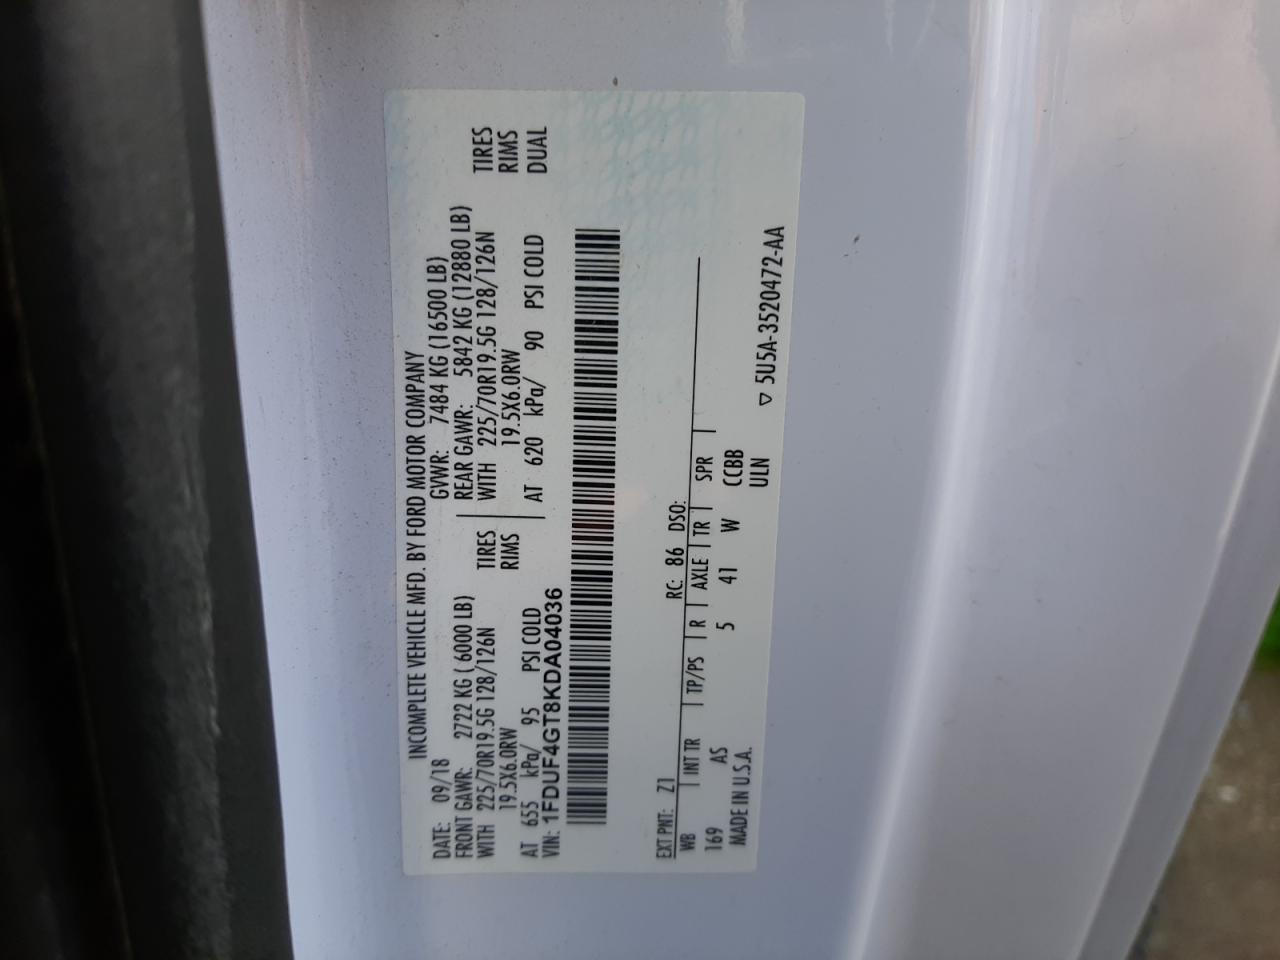 INCOMPLETE VEHICLE MFD. BY FORD MOTOR COMPANY
DATE: 09/18 GVWR: 7484 KG (16500 LB)
FRONT GAWR: 2722 KG ( 6000 LB) REAR GAWR: 5842 KG (12880 LB)
WITH 225/70R19.5G 128/126N TIRES WITH 225/70R19.5G 128/126N TIRES
19.5X6.0RW RIMS 19.5X6.0RW RIMS
AT 655 kPa/ 95 PSI COLD AT 620 kPa/ 90 PSI COLD DUAL
VIN: 1FDUF4GT8KDA04036
EXT PNT: Z1 RC: 86 DSO:
WB INT TR TP/PS R AXLE TR SPR
169 AS 5 41 W CCBB
MADE IN U.S.A. ULN
▽ 5U5A-3520472-AA